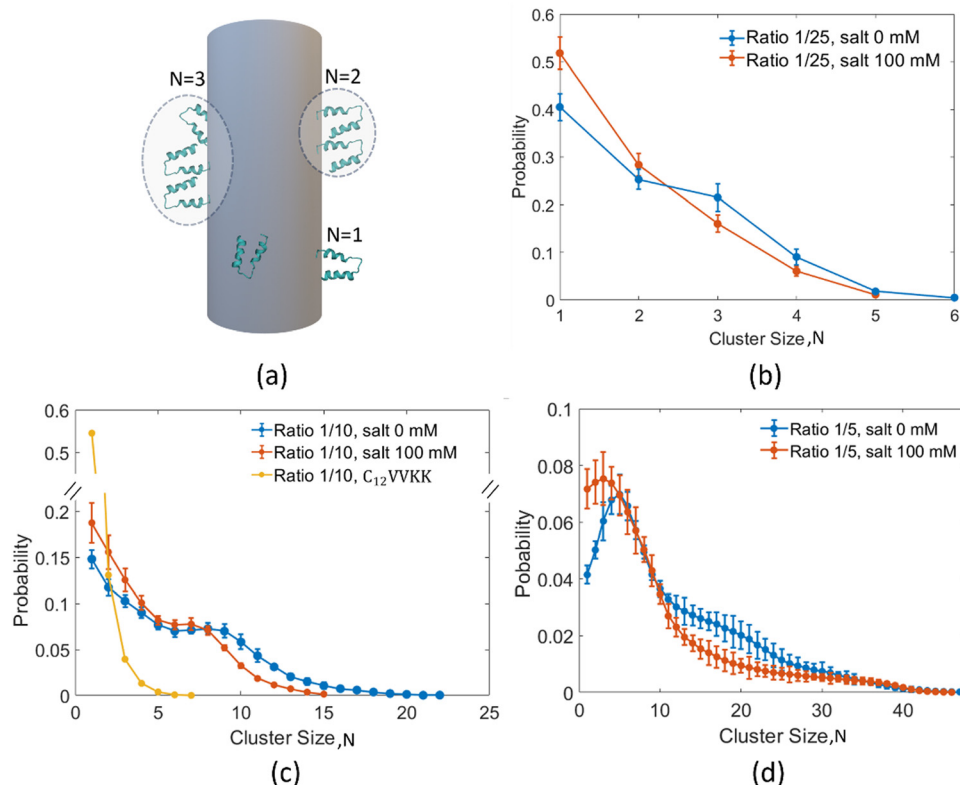 N=3
N=2
N=1
(a)
0.6
0.5
0.4
0.3
0.2
0.1
0
Probability
Ratio 1/25, salt 0 mM
Ratio 1/25, salt 100 mM
1 2 3 4 5 6
Cluster Size,N
(b)
0.6
0.5
0.2
0.15
0.1
0.05
0
Probability
Ratio 1/10, salt 0 mM
Ratio 1/10, salt 100 mM
Ratio 1/10, C₁₂VVKK
0 5 10 15 20 25
Cluster Size,N
(c)
0.1
0.08
0.06
0.04
0.02
0
Pobability
Ratio 1/5, salt 0 mM
Ratio 1/5, salt 100 mM
0 10 20 30 40
Cluster Size,N
(d)